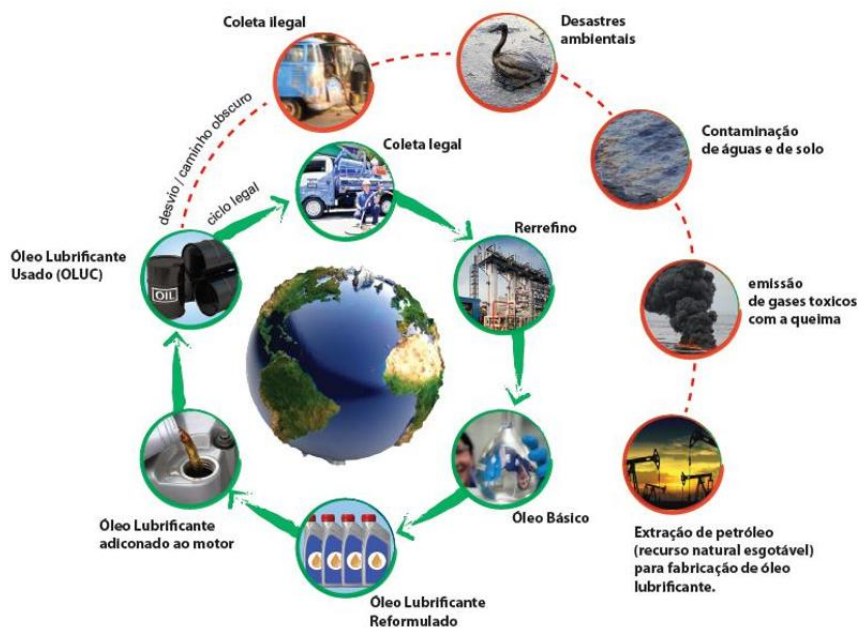 Coleta ilegal
Desastres
ambientais
Contaminação
de águas e de solo
emissão
de gases toxicos
com a queima
Extração de petróleo
(recurso natural esgotável)
para fabricação de óleo
lubrificante.
desvio / caminho obscuro
ciclo legal
Coleta legal
Rerrefino
Óleo Básico
Óleo Lubrificante
Reformulado
Óleo Lubrificante
adiconado ao motor
Óleo Lubrificante
Usado (OLUC)
OIL